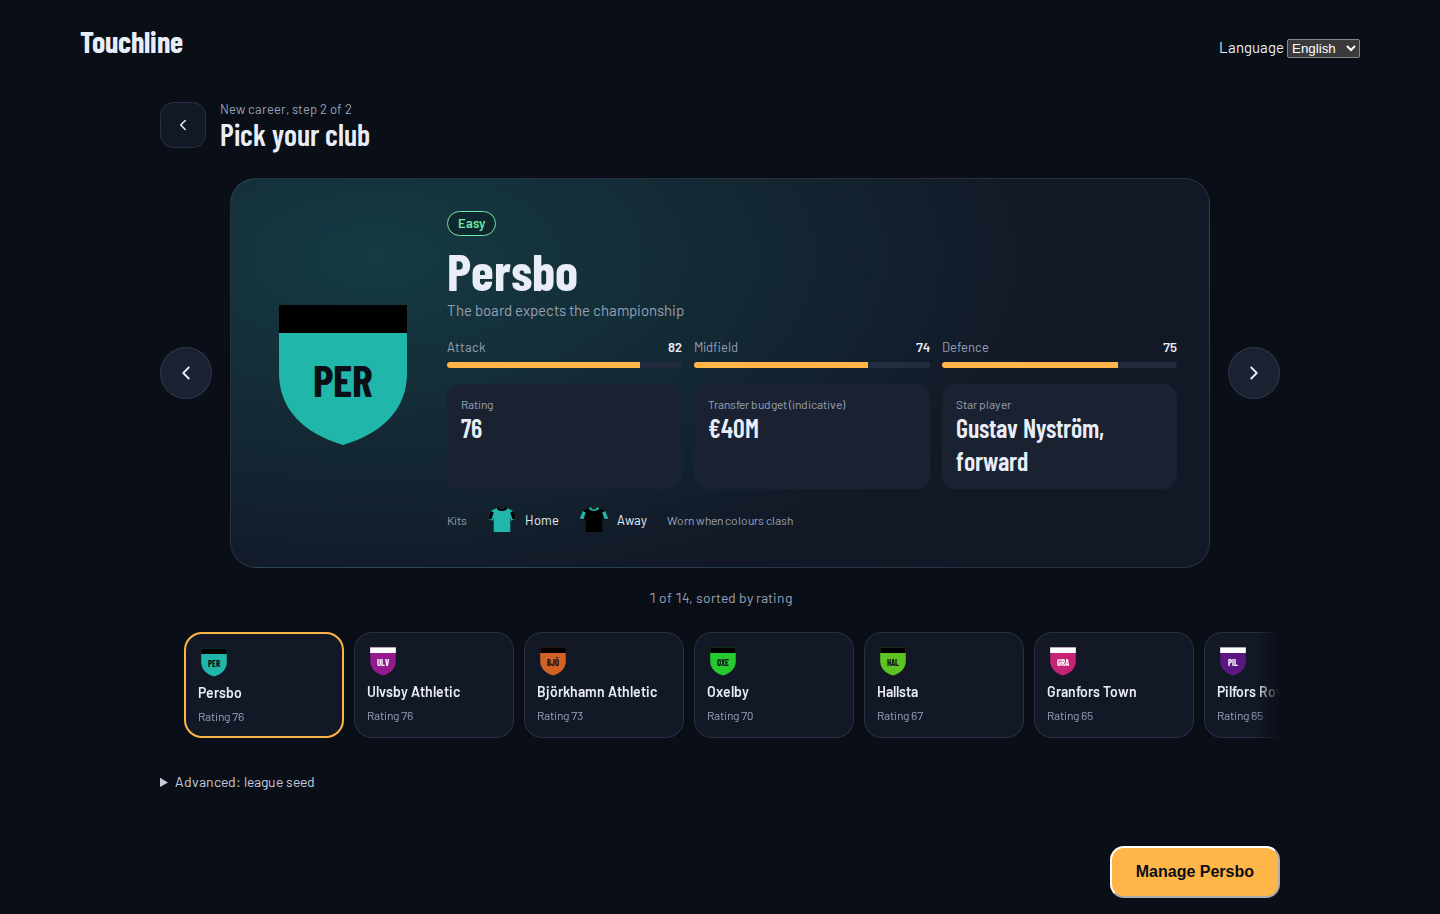 Touchline
Language English
New career, step 2 of 2
Pick your club
Easy
Persbo
The board expects the championship
Attack 82 Midfield 74 Defence 75
PER
Rating
76
Transfer budget (indicative)
€40M
Star player
Gustav Nyström,
forward
Kits Home Away Worn when colours clash
1 of 14, sorted by rating
PER
Persbo
Rating 76
ULV
Ulvsby Athletic
Rating 76
BJÖ
Björkhamn Athletic
Rating 73
OXE
Oxelby
Rating 70
HAL
Hallsta
Rating 67
GRA
Granfors Town
Rating 65
PIL
Pilfors
Rating 65
Advanced: league seed
Manage Persbo